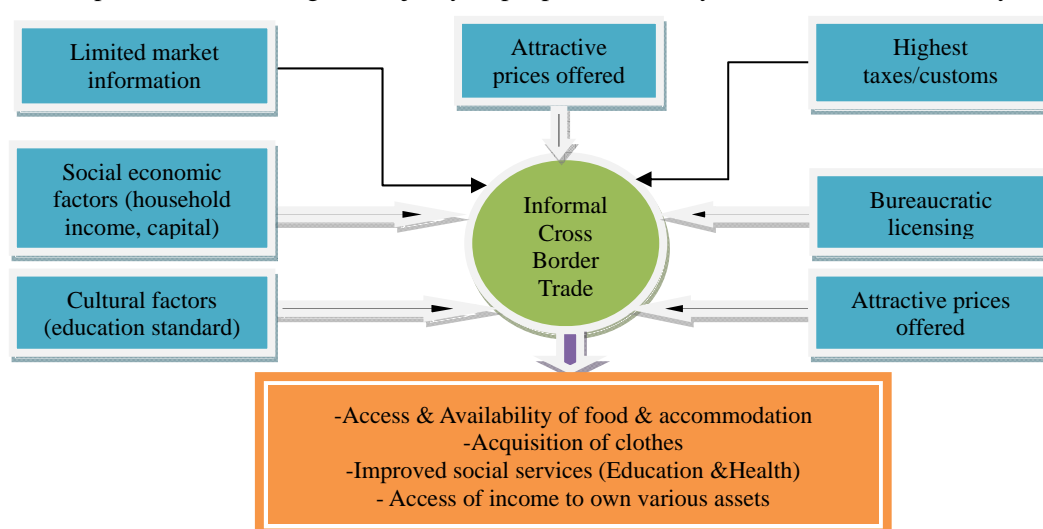 Limited market
information
Attractive
prices offered
Highest
taxes/customs
Social economic
factors (household
income, capital)
Informal
Cross
Border
Trade
Bureaucratic
licensing
Cultural factors
(education standard)
Attractive prices
offered
-Access & Availability of food & accommodation
-Acquisition of clothes
-Improved social services (Education &Health)
- Access of income to own various assets